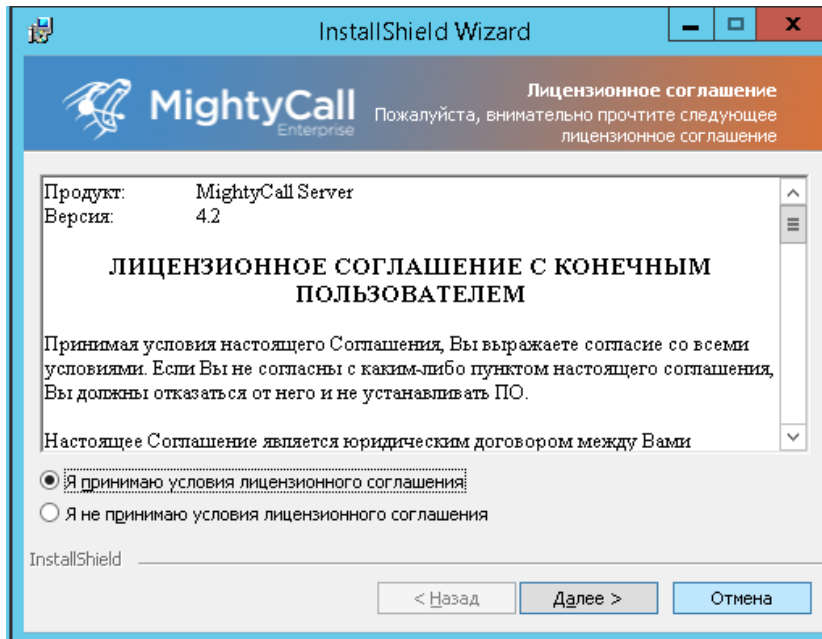 InstallShield Wizard
MightyCall
Enterprise
Лицензионное соглашение
Пожалуйста, внимательно прочтите следующее
лицензионное соглашение
Продукт: MightyCall Server
Версия: 4.2
ЛИЦЕНЗИОННОЕ СОГЛАШЕНИЕ С КОНЕЧНЫМ
ПОЛЬЗОВАТЕЛЕМ
Принимая условия настоящего Соглашения, Вы выражаете согласие со всеми
условиями. Если Вы не согласны с каким-либо пунктом настоящего соглашения,
Вы должны отказаться от него и не устанавливать ПО.
Настоящее Соглашение является юридическим договором между Вами
Я принимаю условия лицензионного соглашения
Я не принимаю условия лицензионного соглашения
InstallShield
< Назад Далее > Отмена